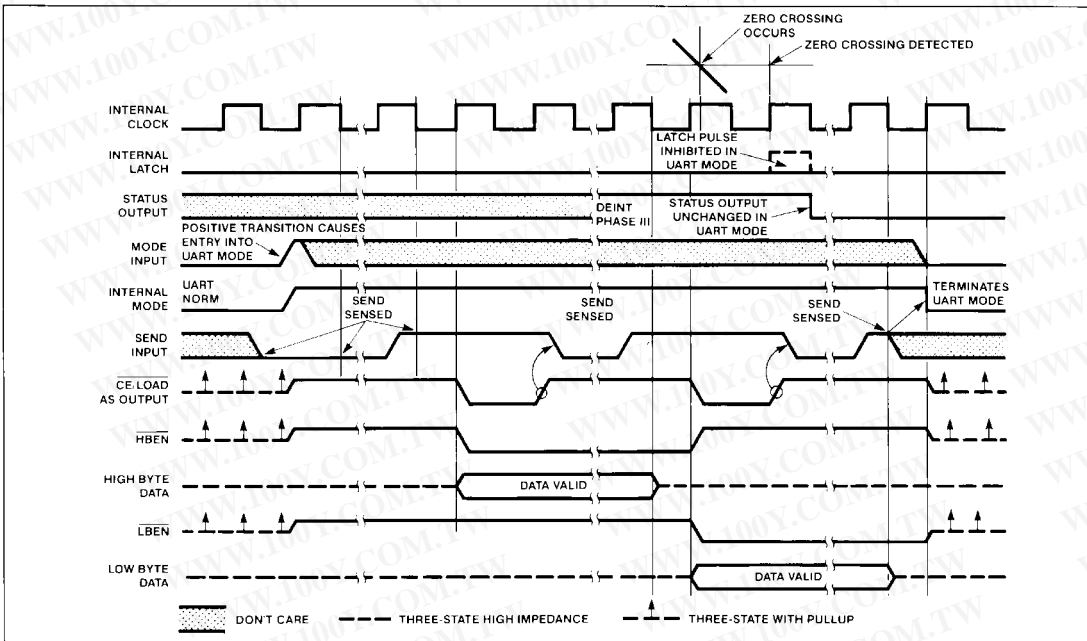 ZERO CROSSING
OCCURS
ZERO CROSSING DETECTED
INTERNAL
CLOCK
LATCH PULSE
INHIBITED IN
UART MODE
INTERNAL
LATCH
STATUS
OUTPUT
DEINT
PHASE III
STATUS OUTPUT
UNCHANGED IN
UART MODE
POSITIVE TRANSITION CAUSES
ENTRY INTO
UART MODE
MODE
INPUT
INTERNAL
MODE
UART
NORM
SEND
SENSED
SEND
SENSED
SEND
SENSED
TERMINATES
UART MODE
SEND
INPUT
CE/LOAD
AS OUTPUT
HBEN
HIGH BYTE
DATA
DATA VALID
LBEN
LOW BYTE
DATA
DATA VALID
DON'T CARE
THREE-STATE HIGH IMPEDANCE
THREE-STATE WITH PULLUP
WWW.100Y.COM.TW